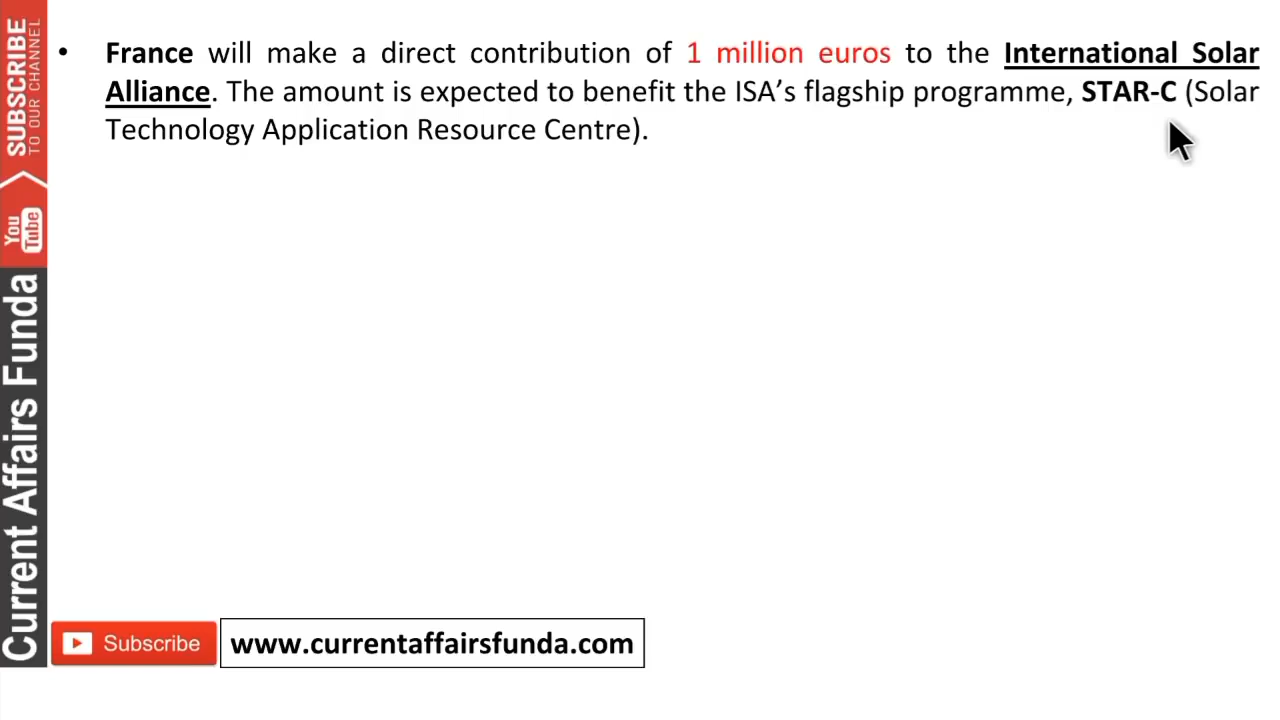 • France will make a direct contribution of 1 million euros to the International Solar
Alliance. The amount is expected to benefit the ISA’s flagship programme, STAR-C (Solar
Technology Application Resource Centre).
SUBSCRIBE
TO OUR CHANNEL
You
Tube
Current Affairs Funda
Subscribe
www.currentaffairsfunda.com